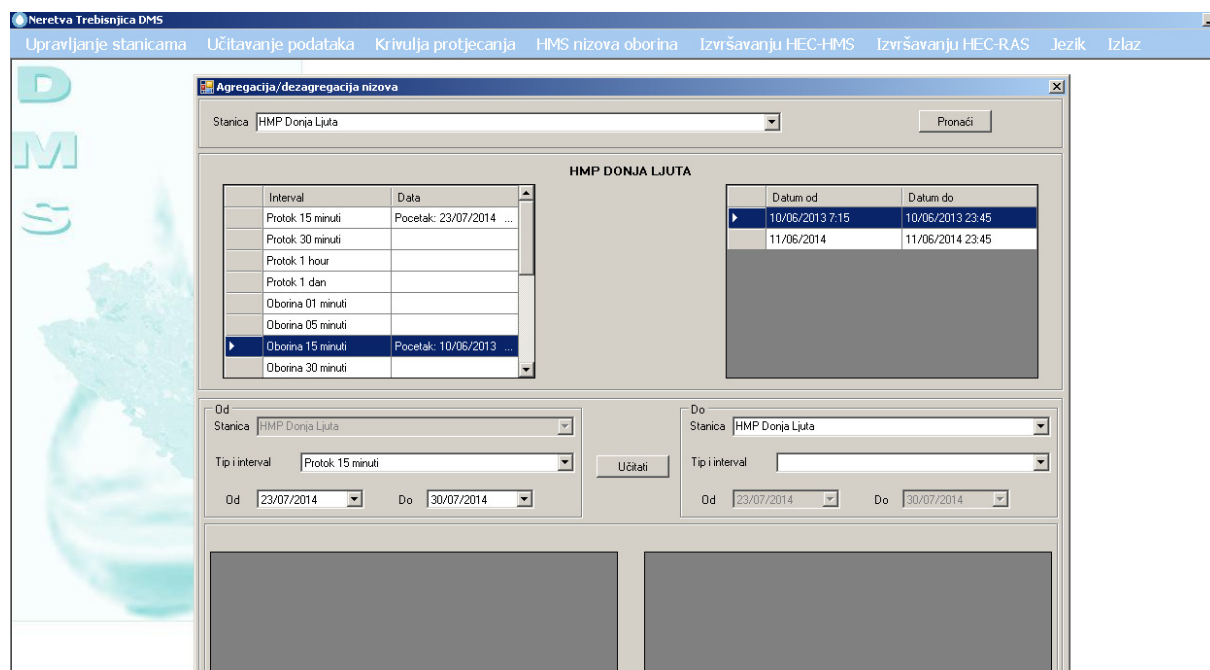 Neretva Trebisnjica DMS
Upravljanje stanicama Učitavanje podataka Krivulja protjecanja HMS nizova oborina Izvršavanju HEC-HMS Izvršavanju HEC-RAS Jezik Izlaz
D
M
S
Agregacija/dezagregacija nizova
Stanica HMP Donja Ljuta Pronaći
HMP DONJA LJUTA
Interval Data Datum od Datum do
Protok 15 minuti Pocetak: 23/07/2014 ... 10/06/2013 7:15 10/06/2013 23:45
Protok 30 minuti 11/06/2014 11/06/2014 23:45
Protok 1 hour
Protok 1 dan
Oborina 01 minuti
Oborina 05 minuti
Oborina 15 minuti Pocetak: 10/06/2013 ...
Oborina 30 minuti
Od Do
Stanica HMP Donja Ljuta Stanica HMP Donja Ljuta
Tip i interval Protok 15 minuti Učitati Tip i interval
Od 23/07/2014 Do 30/07/2014 Od 23/07/2014 Do 30/07/2014